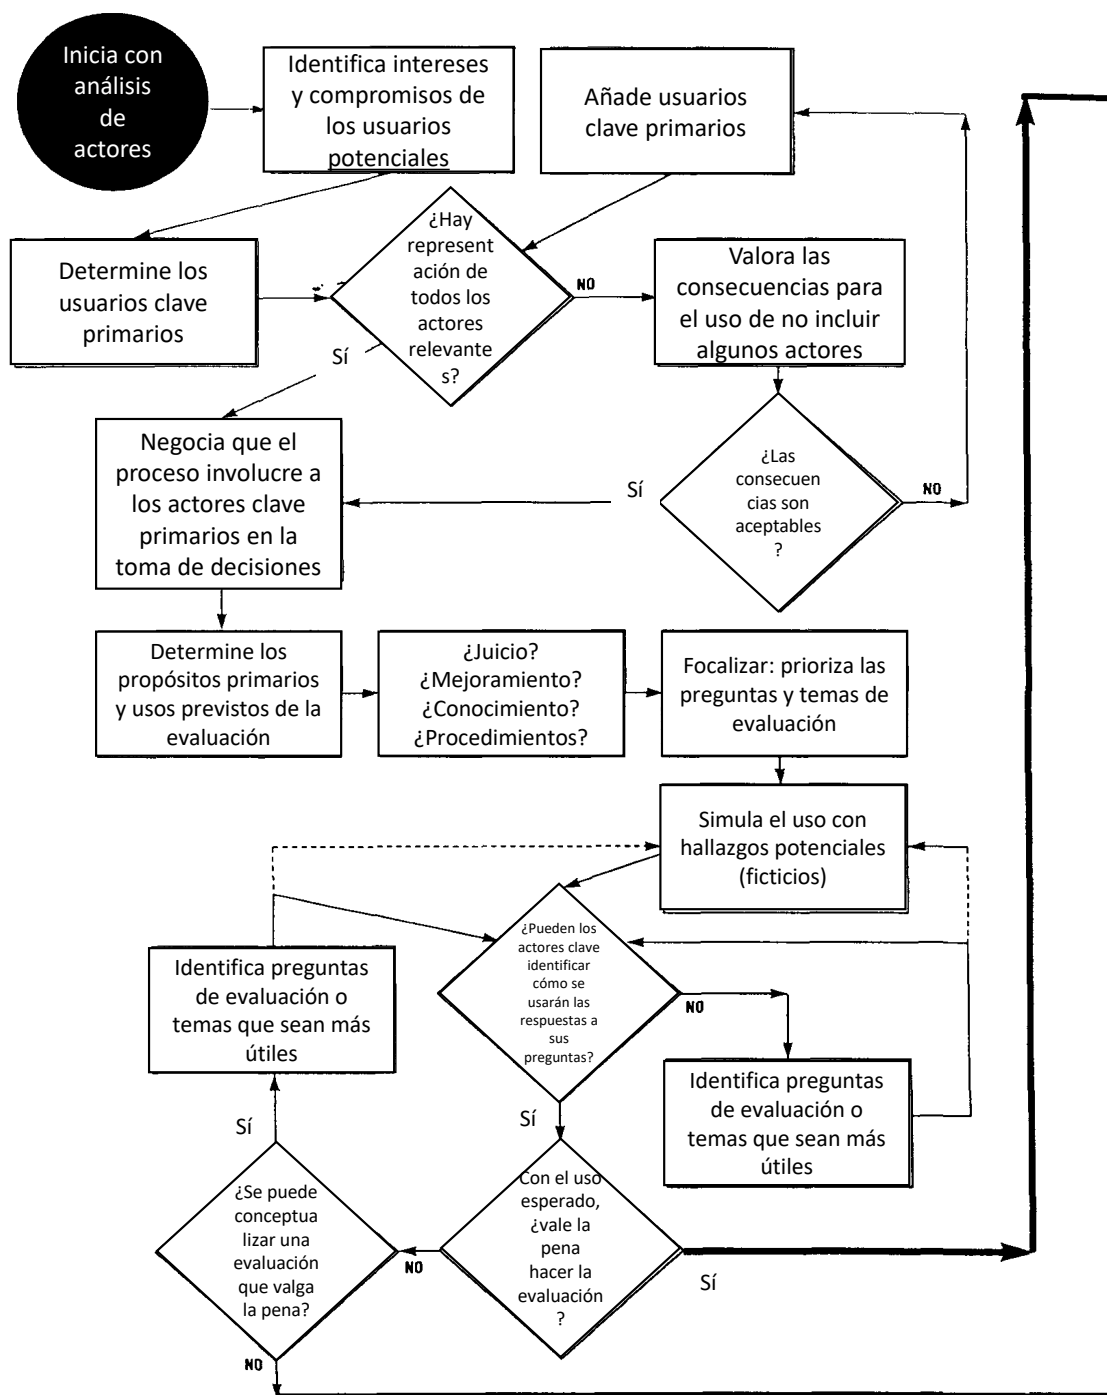 Inicia con
análisis
de
actores
Identifica intereses
y compromisos de
los usuarios
potenciales
Añade usuarios
clave primarios
Determine los
usuarios clave
primarios
¿Hay
represent
ación de
todos los
actores
relevante
s?
NO
Valora las
consecuencias para
el uso de no incluir
algunos actores
Sí
Negocia que el
proceso involucre a
los actores clave
primarios en la
toma de decisiones
Sí
¿Las
consecuen
cias son
aceptables
?
NO
Determine los
propósitos primarios
y usos previstos de la
evaluación
¿Juicio?
¿Mejoramiento?
¿Conocimiento?
¿Procedimientos?
Focalizar: prioriza las
preguntas y temas de
evaluación
Simula el uso con
hallazgos potenciales
(ficticios)
¿Pueden los
actores clave
identificar
cómo se
usarán las
respuestas a
sus
preguntas?
NO
Identifica preguntas
de evaluación o
temas que sean más
útiles
Identifica preguntas
de evaluación o
temas que sean más
útiles
Sí
Sí
¿Se puede
conceptua
lizar una
evaluación
que valga
la pena?
NO
Con el uso
esperado,
¿vale la
pena
hacer la
evaluación
?
Sí
NO